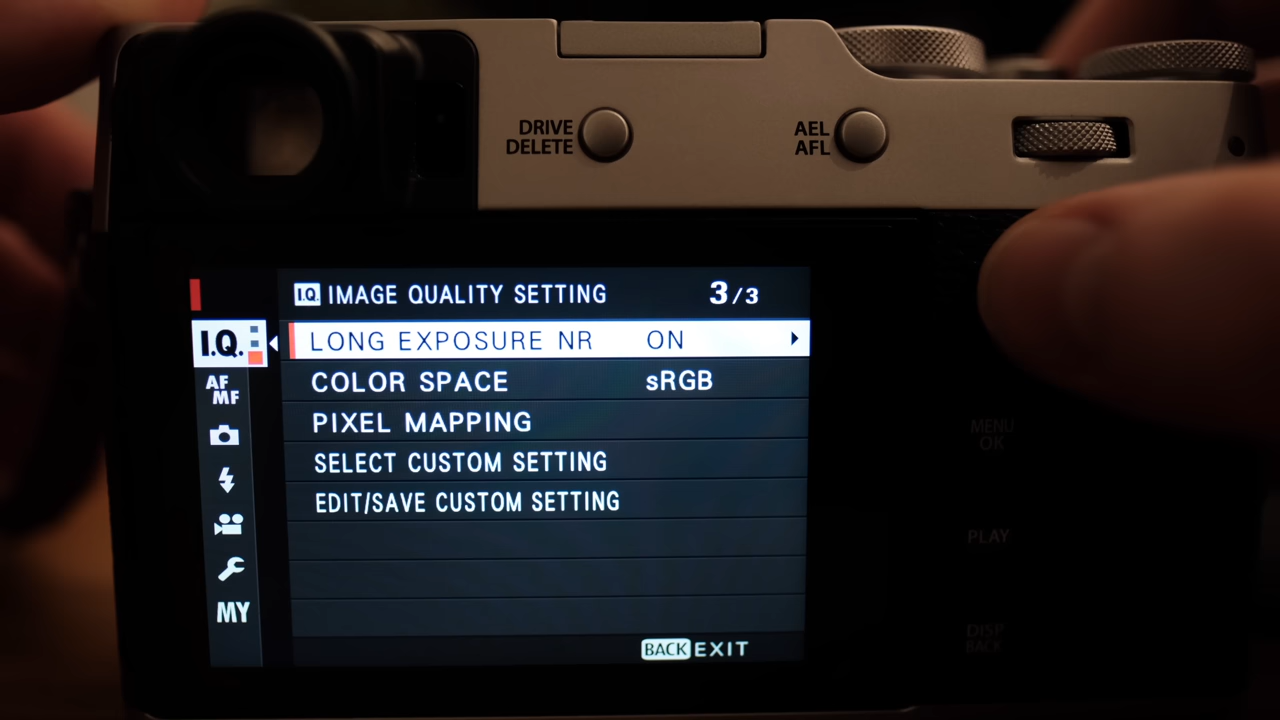 DRIVE
DELETE
AEL
AFL
I.Q. IMAGE QUALITY SETTING 3/3
I.Q.
LONG EXPOSURE NR ON
COLOR SPACE sRGB
AF
MF
PIXEL MAPPING
SELECT CUSTOM SETTING
EDIT/SAVE CUSTOM SETTING
MY
BACK EXIT
MENU
OK
PLAY
DISP
BACK